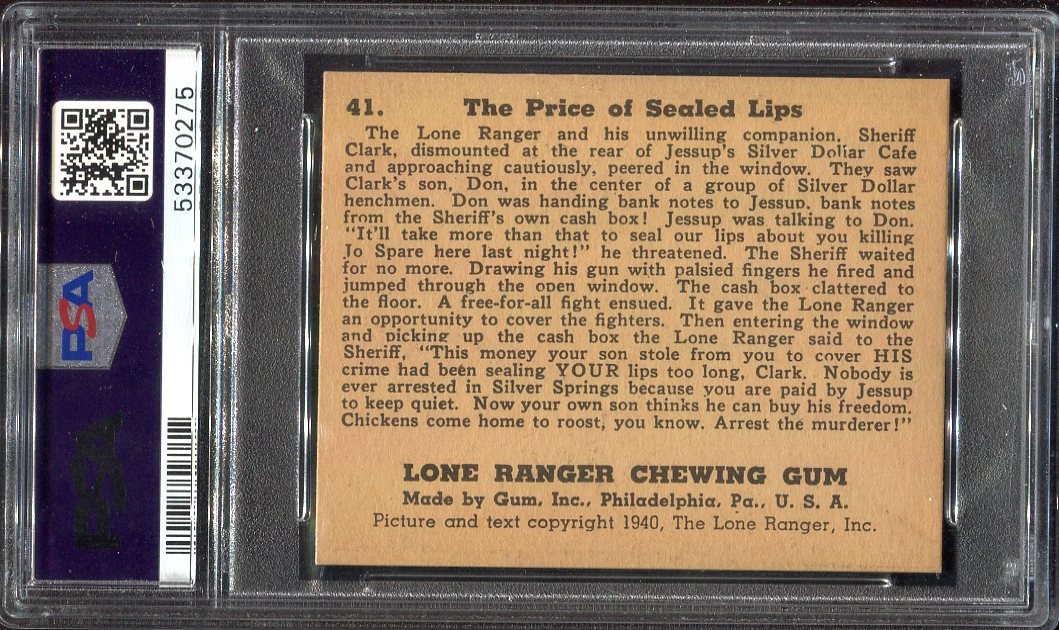 53370275
PSA
PSA
41. The Price of Sealed Lips
The Lone Ranger and his unwilling companion, Sheriff
Clark, dismounted at the rear of Jessup's Silver Dollar Cafe
and approaching cautiously, peered in the window. They saw
Clark's son, Don, in the center of a group of Silver Dollar
henchmen. Don was handing bank notes to Jessup, bank notes
from the Sheriff's own cash box! Jessup was talking to Don.
"It'll take more than that to seal our lips about you killing
Jo Spare here last night!" he threatened. The Sheriff waited
for no more. Drawing his gun with palsied fingers he fired and
jumped through the open window. The cash box clattered to
the floor. A free-for-all fight ensued. It gave the Lone Ranger
an opportunity to cover the fighters. Then entering the window
and picking up the cash box the Lone Ranger said to the
Sheriff, "This money your son stole from you to cover HIS
crime had been sealing YOUR lips too long, Clark. Nobody is
ever arrested in Silver Springs because you are paid by Jessup
to keep quiet. Now your own son thinks he can buy his freedom.
Chickens come home to roost, you know. Arrest the murderer!"
LONE RANGER CHEWING GUM
Made by Gum, Inc., Philadelphia, Pa., U. S. A.
Picture and text copyright 1940, The Lone Ranger, Inc.